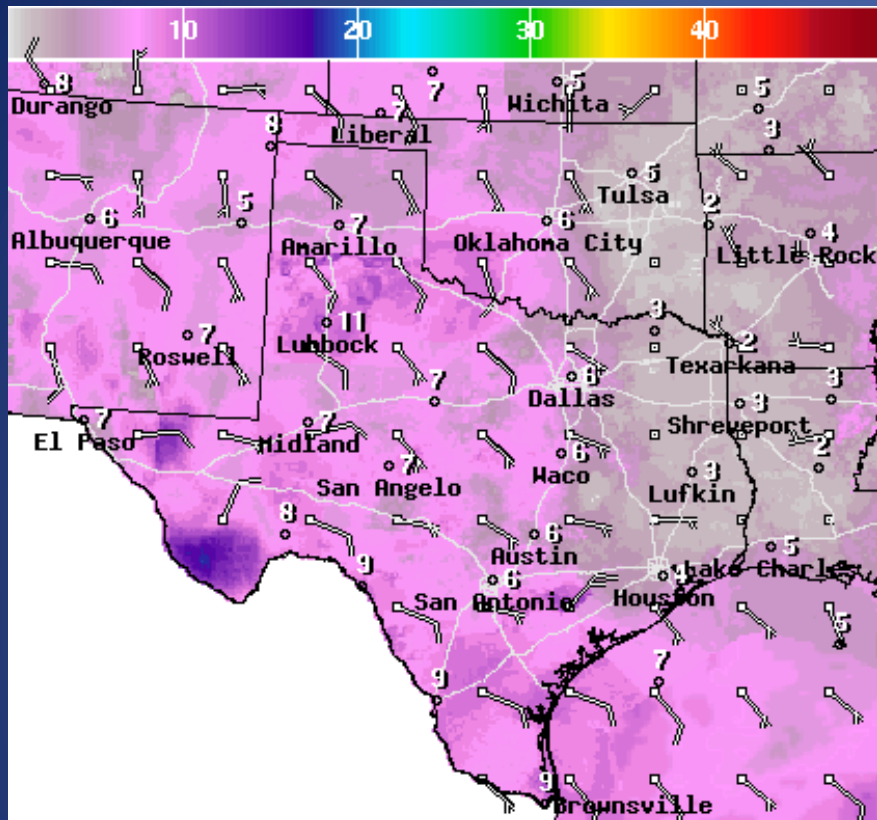 10 20 30 40
8 Durango
7
5 Wichita
5
7 Liberal
8
3
5 Tulsa
6 Albuquerque
5
7 Amarillo
6 Oklahoma City
2
4 Little Rock
7 Roswell
11 Lubbock
3
2 Texarkana
7
8 Dallas
3
3 Shreveport
7 El Paso
7 Midland
7 San Angelo
6 Waco
3 Lufkin
2
8
6 Austin
5 Lake Charles
9
6 San Antonio
4 Houston
5
7
9
9 Brownsville